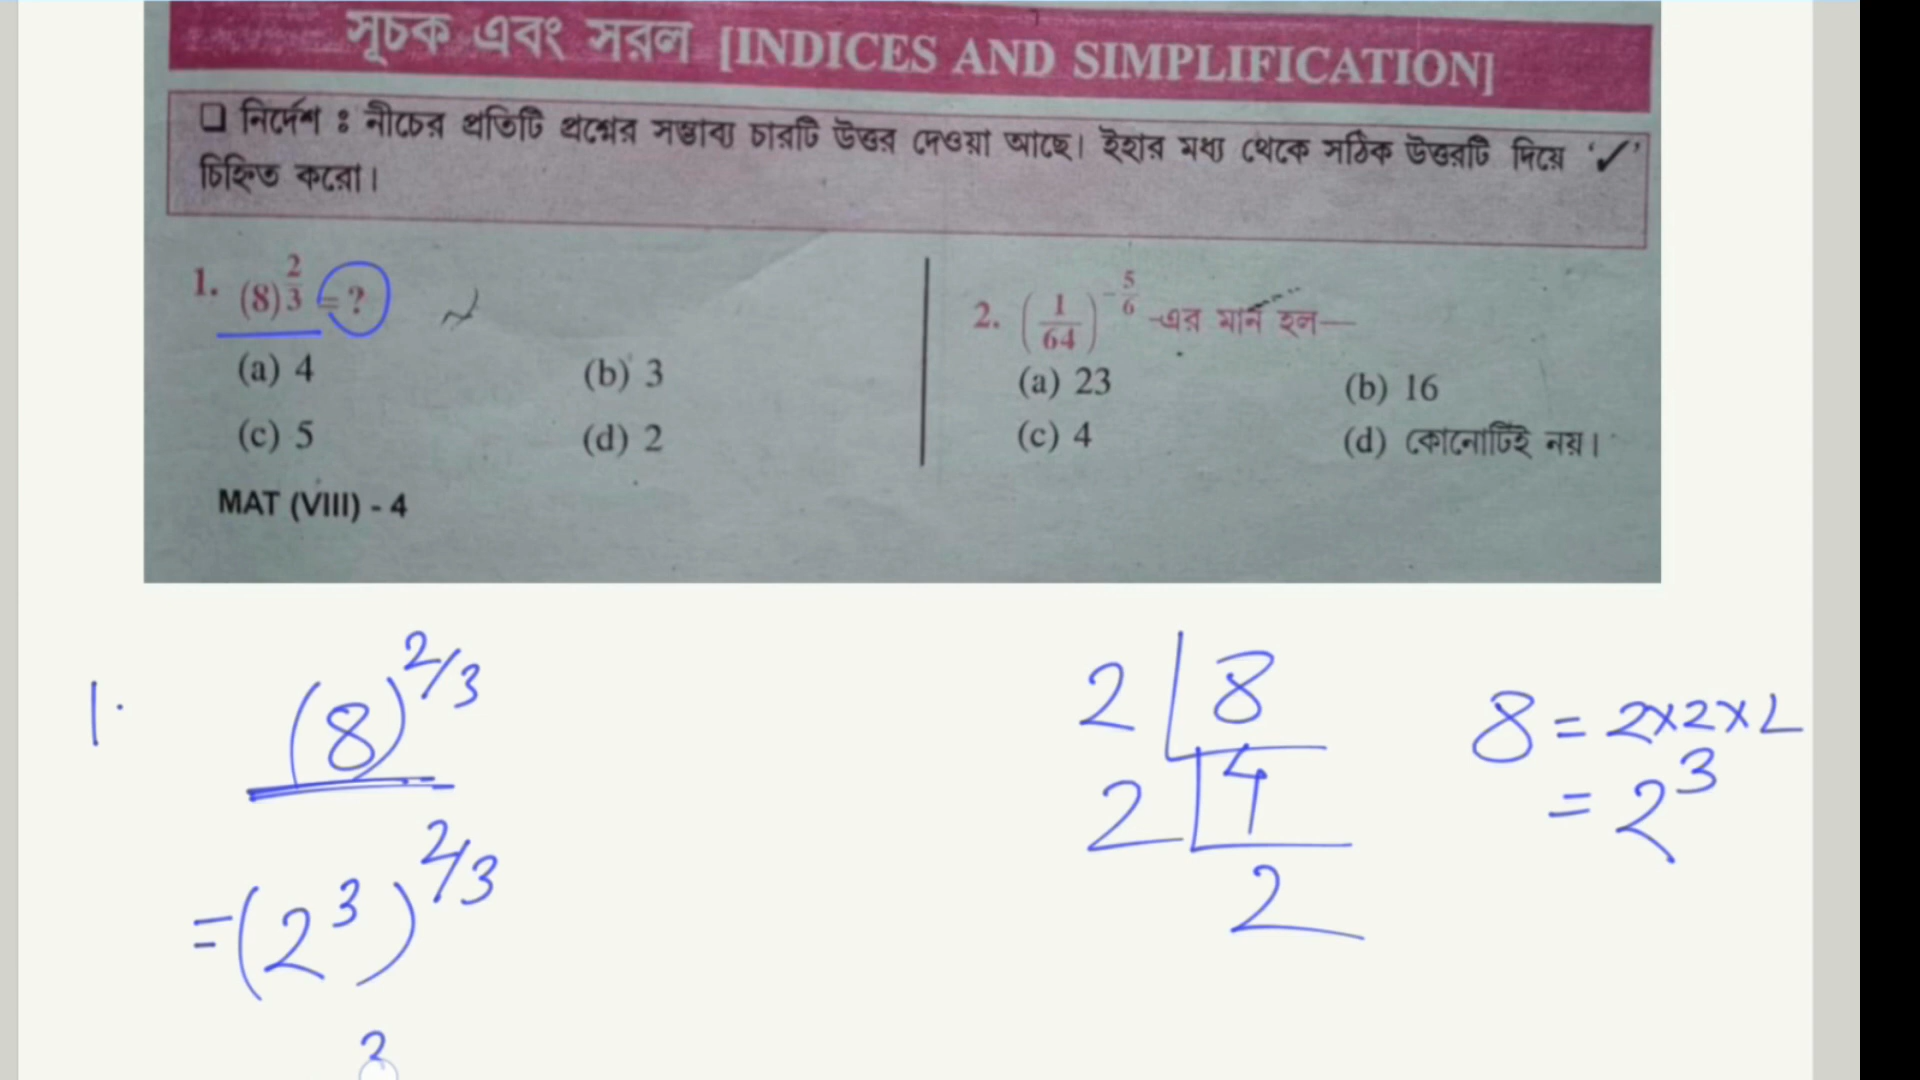 সূচক এবং সরল [INDICES AND SIMPLIFICATION]
❑ নির্দেশ : নীচের প্রতিটি প্রশ্নের সম্ভাব্য চারটি উত্তর দেওয়া আছে। ইহার মধ্য থেকে সঠিক উত্তরটি দিয়ে ‘✓’
চিহ্নিত করো।
1. (8)^{2/3} = ?
(a) 4 (b) 3
(c) 5 (d) 2
MAT (VIII) - 4
2. (1/64)^{-5/6} -এর মান হল—
(a) 23 (b) 16
(c) 4 (d) কোনোটিই নয়।
1. (8)^{2/3}
= (2^3)^{2/3}
2 | 8
2 | 4
2
8 = 2×2×2
= 2^3